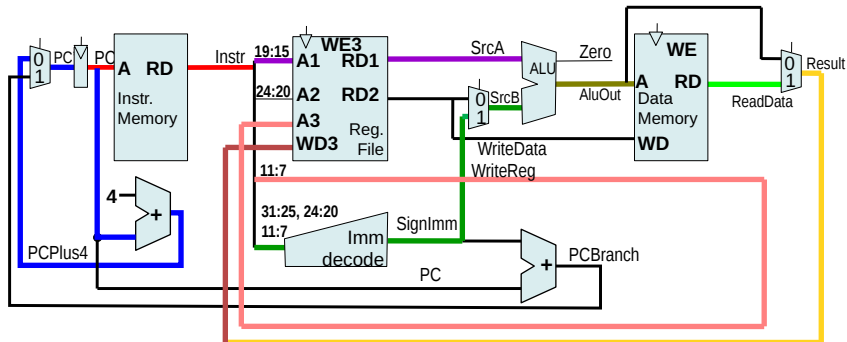 0
1
PC
PC
A RD
Instr.
Memory
Instr
19:15
24:20
WE3
A1 RD1
A2 RD2
A3
WD3
Reg.
File
SrcA
0
1
SrcB
ALU
Zero
AluOut
WE
A RD
Data
Memory
WD
ReadData
0
1
Result
WriteData
WriteReg
11:7
4
+
PCPlus4
31:25, 24:20
11:7
Imm
decode
SignImm
PC
+
PCBranch